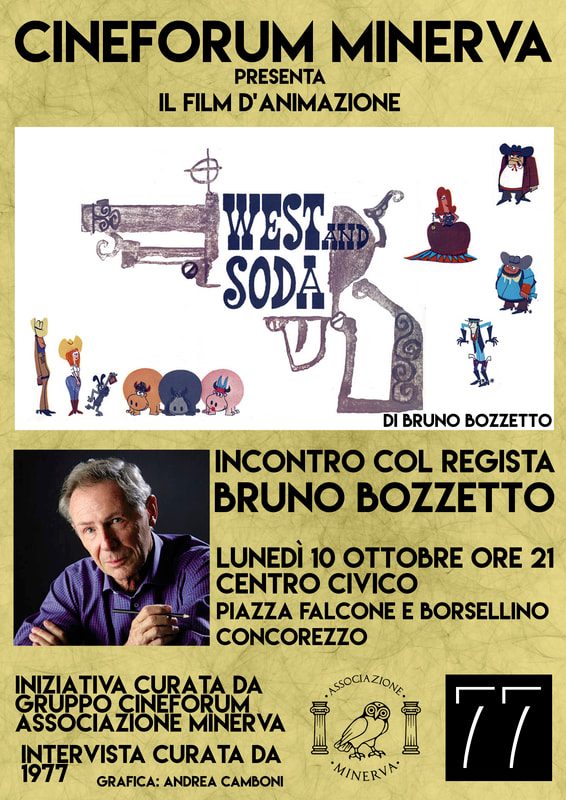 CINEFORUM MINERVA
PRESENTA
IL FILM D'ANIMAZIONE
WEST AND
SODA
DI BRUNO BOZZETTO
INCONTRO COL REGISTA
BRUNO BOZZETTO
LUNEDÌ 10 OTTOBRE ORE 21
CENTRO CIVICO
PIAZZA FALCONE E BORSELLINO
CONCOREZZO
INIZIATIVA CURATA DA
GRUPPO CINEFORUM
ASSOCIAZIONE MINERVA
INTERVISTA CURATA DA
1977
GRAFICA: ANDREA CAMBONI
• ASSOCIAZIONE •
MINERVA
77